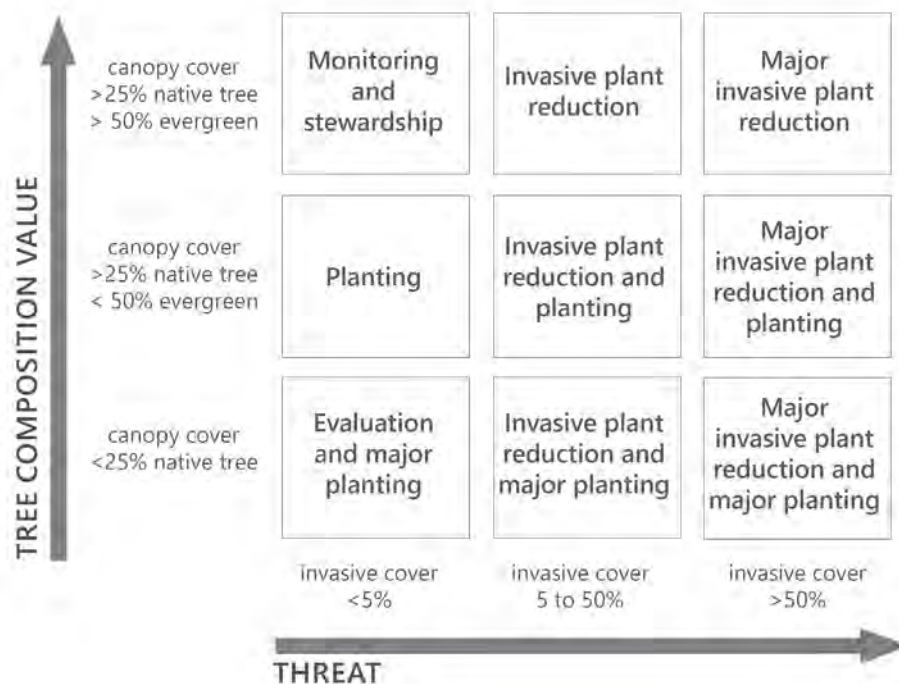 TREE COMPOSITION VALUE
canopy cover
>25% native tree
> 50% evergreen
Monitoring
and
stewardship
Invasive plant
reduction
Major
invasive plant
reduction
canopy cover
>25% native tree
< 50% evergreen
Planting
Invasive plant
reduction and
planting
Major
invasive plant
reduction and
planting
canopy cover
<25% native tree
Evaluation
and major
planting
Invasive plant
reduction and
major planting
Major
invasive plant
reduction and
major planting
invasive cover
<5%
invasive cover
5 to 50%
invasive cover
>50%
THREAT